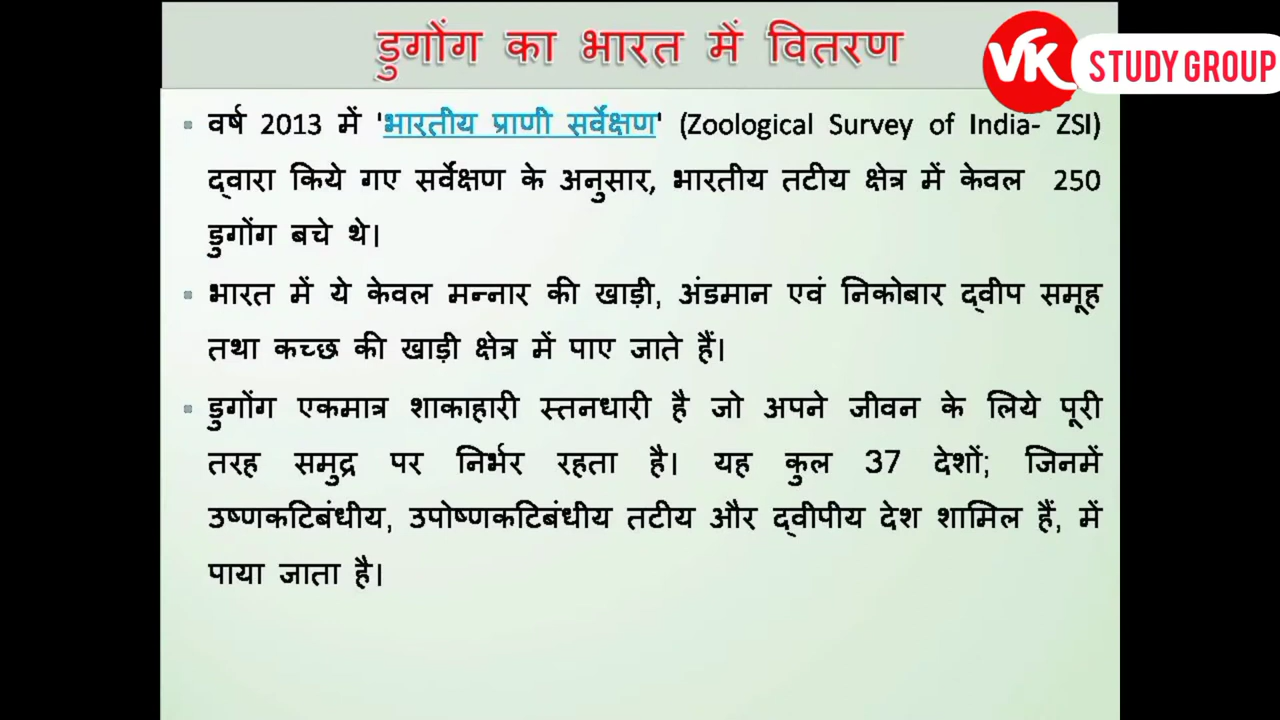 डुगोंग का भारत में वितरण
VK STUDY GROUP
वर्ष 2013 में 'भारतीय प्राणी सर्वेक्षण' (Zoological Survey of India- ZSI)
द्वारा किये गए सर्वेक्षण के अनुसार, भारतीय तटीय क्षेत्र में केवल 250
डुगोंग बचे थे।
भारत में ये केवल मन्नार की खाड़ी, अंडमान एवं निकोबार द्वीप समूह
तथा कच्छ की खाड़ी क्षेत्र में पाए जाते हैं।
डुगोंग एकमात्र शाकाहारी स्तनधारी है जो अपने जीवन के लिये पूरी
तरह समुद्र पर निर्भर रहता है। यह कुल 37 देशों; जिनमें
उष्णकटिबंधीय, उपोष्णकटिबंधीय तटीय और द्वीपीय देश शामिल हैं, में
पाया जाता है।